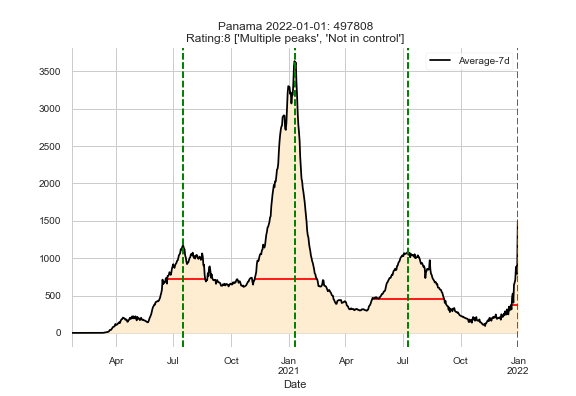 Panama 2022-01-01: 497808
Rating:8 ['Multiple peaks', 'Not in control']
Average-7d
3500
3000
2500
2000
1500
1000
500
0
Apr Jul Oct Jan Apr Jul Oct Jan
2021 2022
Date